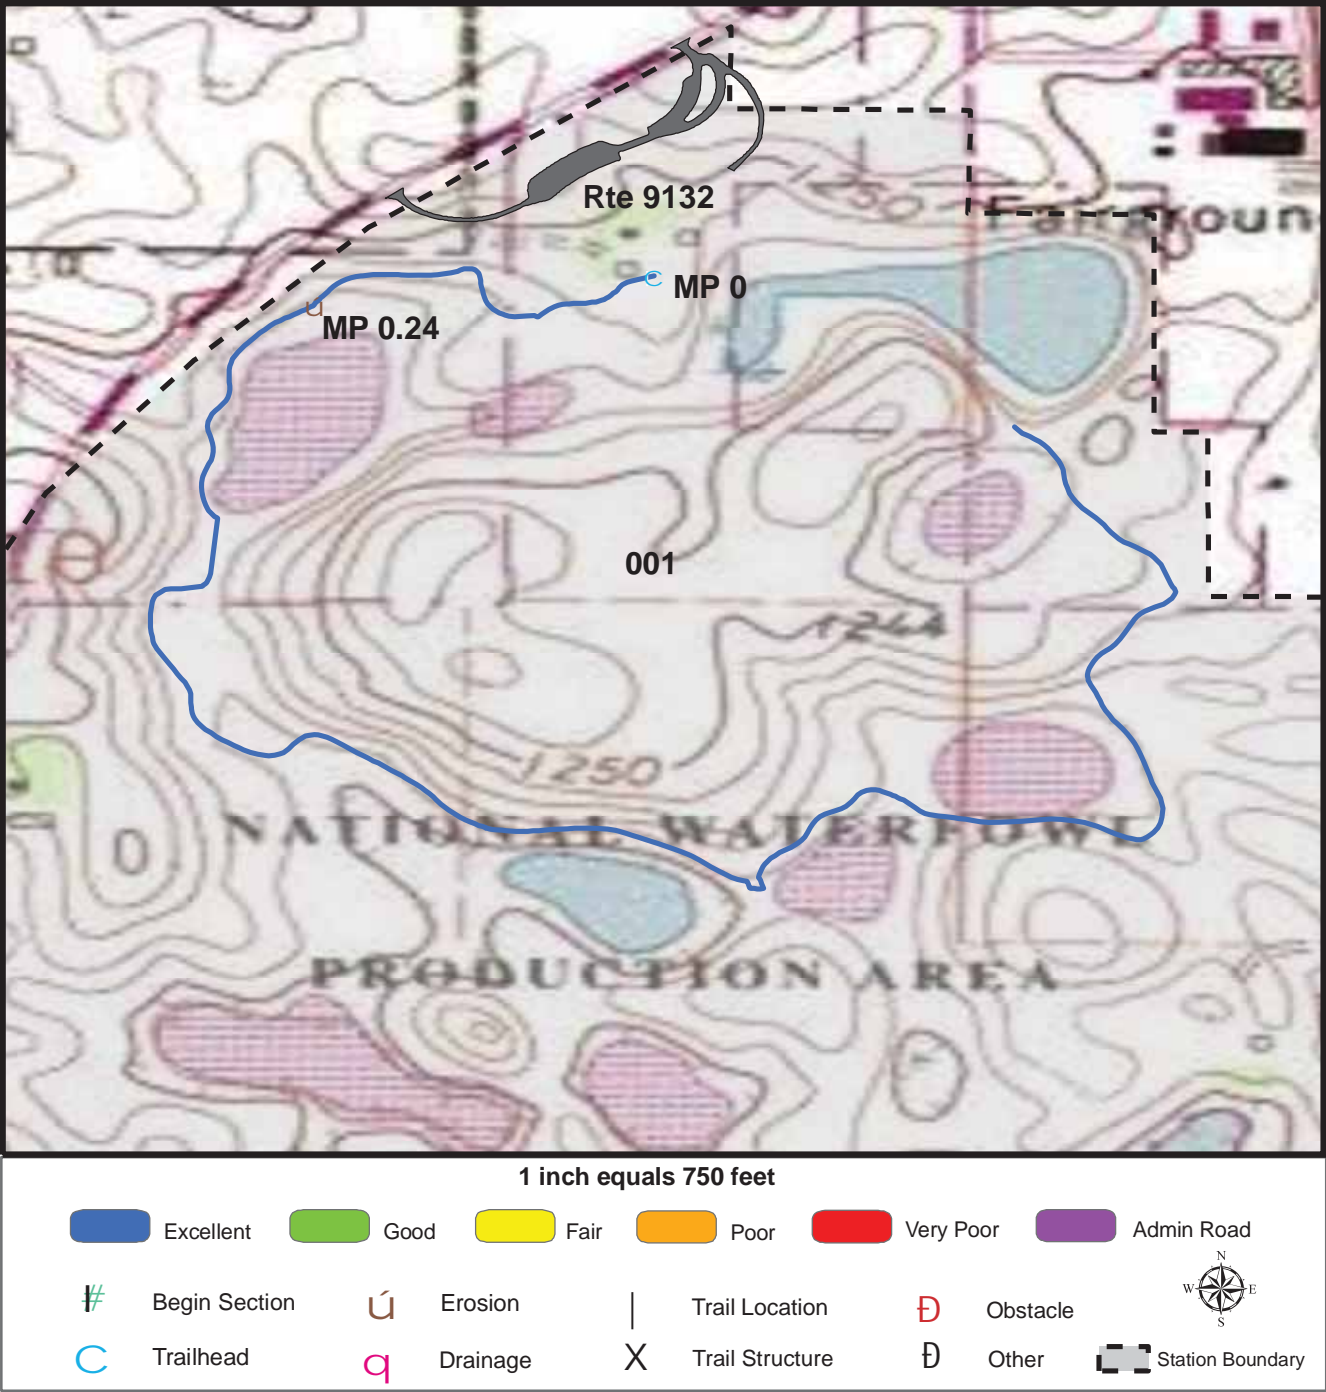 1250
Rte 9132
Fairgroun
MP 0
MP 0.24
001
1244
1250
NATIONAL WATERFOWL
PRODUCTION AREA
1 inch equals 750 feet
Excellent Good Fair Poor Very Poor Admin Road
N
W E
S
# Begin Section ú Erosion | Trail Location Ð Obstacle
C Trailhead q Drainage X Trail Structure Ð Other Station Boundary